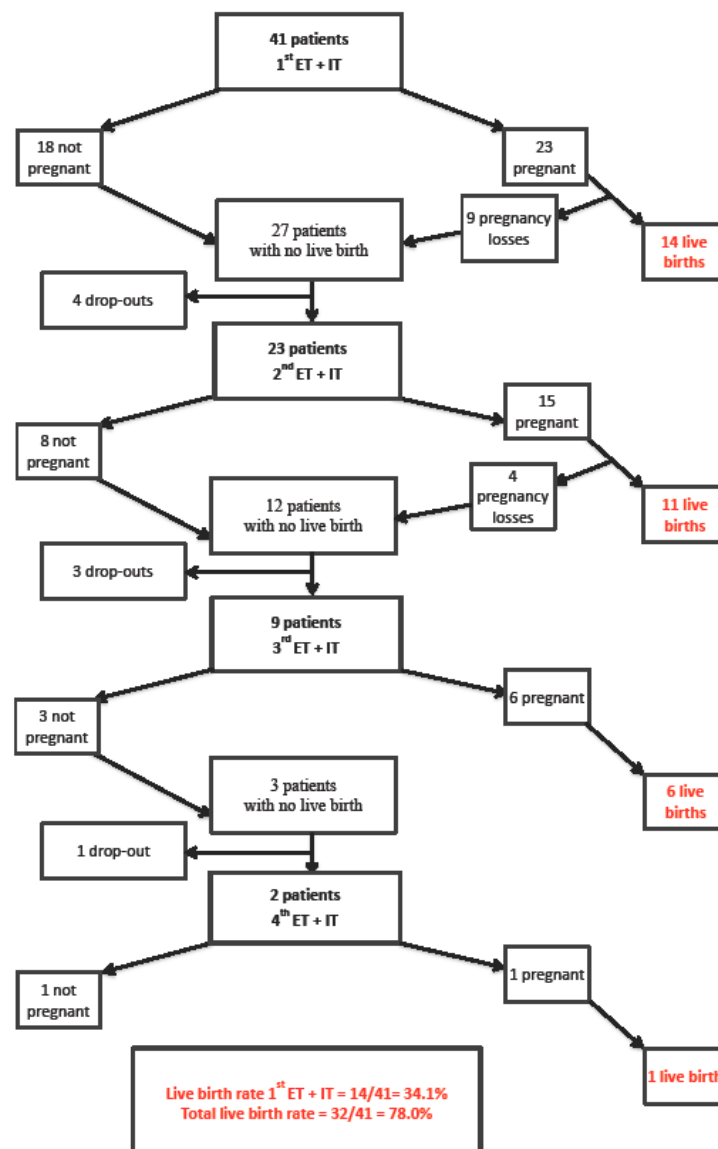 41 patients
1st ET + IT
18 not
pregnant
23
pregnant
9 pregnancy
losses
27 patients
with no live birth
14 live
births
4 drop-outs
23 patients
2nd ET + IT
8 not
pregnant
15
pregnant
4
pregnancy
losses
12 patients
with no live birth
11 live
births
3 drop-outs
9 patients
3rd ET + IT
3 not
pregnant
6 pregnant
3 patients
with no live birth
6 live
births
1 drop-out
2 patients
4th ET + IT
1 not
pregnant
1 pregnant
1 live birth
Live birth rate 1st ET + IT = 14/41= 34.1%
Total live birth rate = 32/41 = 78.0%